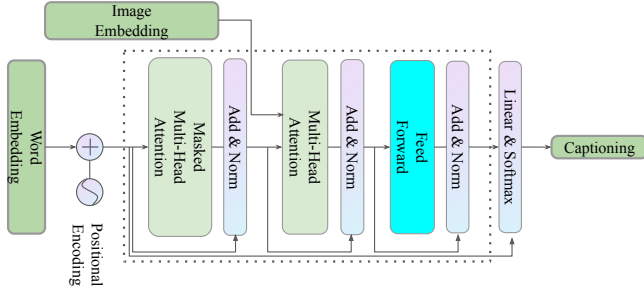 Image
Embedding
Word
Embedding
Positional
Encoding
Masked
Multi-Head
Attention
Add & Norm
Multi-Head
Attention
Add & Norm
Feed
Forward
Add & Norm
Linear & Softmax
Captioning